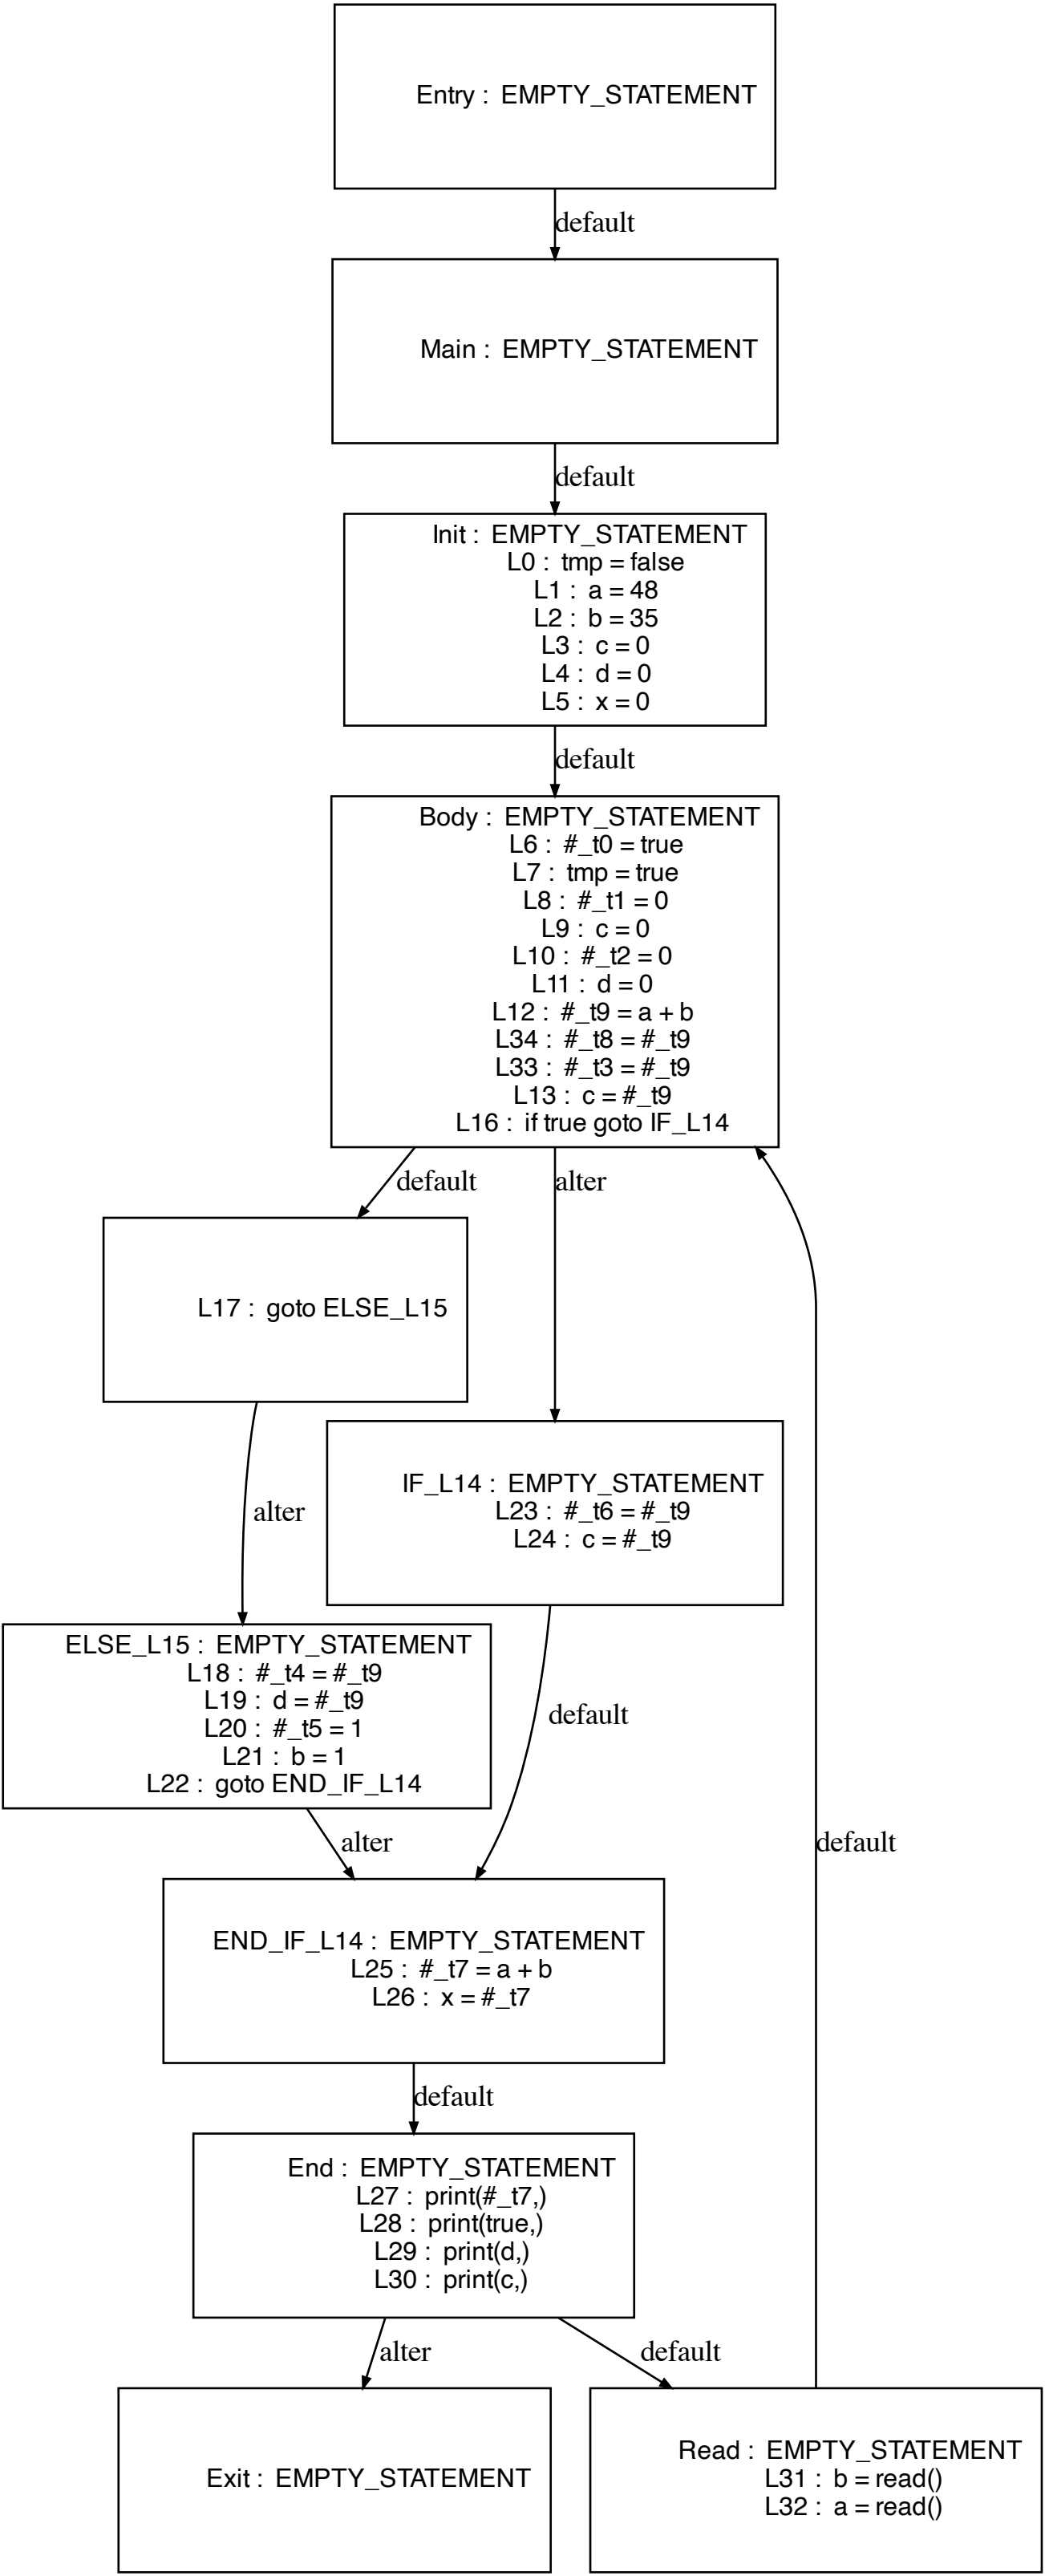 Entry :  EMPTY_STATEMENT
default
Main :  EMPTY_STATEMENT
default
Init :  EMPTY_STATEMENT
L0 :  tmp = false
L1 :  a = 48
L2 :  b = 35
L3 :  c = 0
L4 :  d = 0
L5 :  x = 0
default
Body :  EMPTY_STATEMENT
L6 :  #_t0 = true
L7 :  tmp = true
L8 :  #_t1 = 0
L9 :  c = 0
L10 :  #_t2 = 0
L11 :  d = 0
L12 :  #_t9 = a + b
L34 :  #_t8 = #_t9
L33 :  #_t3 = #_t9
L13 :  c = #_t9
L16 :  if true goto IF_L14
default
alter
L17 :  goto ELSE_L15
IF_L14 :  EMPTY_STATEMENT
L23 :  #_t6 = #_t9
L24 :  c = #_t9
alter
ELSE_L15 :  EMPTY_STATEMENT
L18 :  #_t4 = #_t9
L19 :  d = #_t9
L20 :  #_t5 = 1
L21 :  b = 1
L22 :  goto END_IF_L14
default
alter
default
END_IF_L14 :  EMPTY_STATEMENT
L25 :  #_t7 = a + b
L26 :  x = #_t7
default
End :  EMPTY_STATEMENT
L27 :  print(#_t7,)
L28 :  print(true,)
L29 :  print(d,)
L30 :  print(c,)
alter
default
Exit :  EMPTY_STATEMENT
Read :  EMPTY_STATEMENT
L31 :  b = read()
L32 :  a = read()